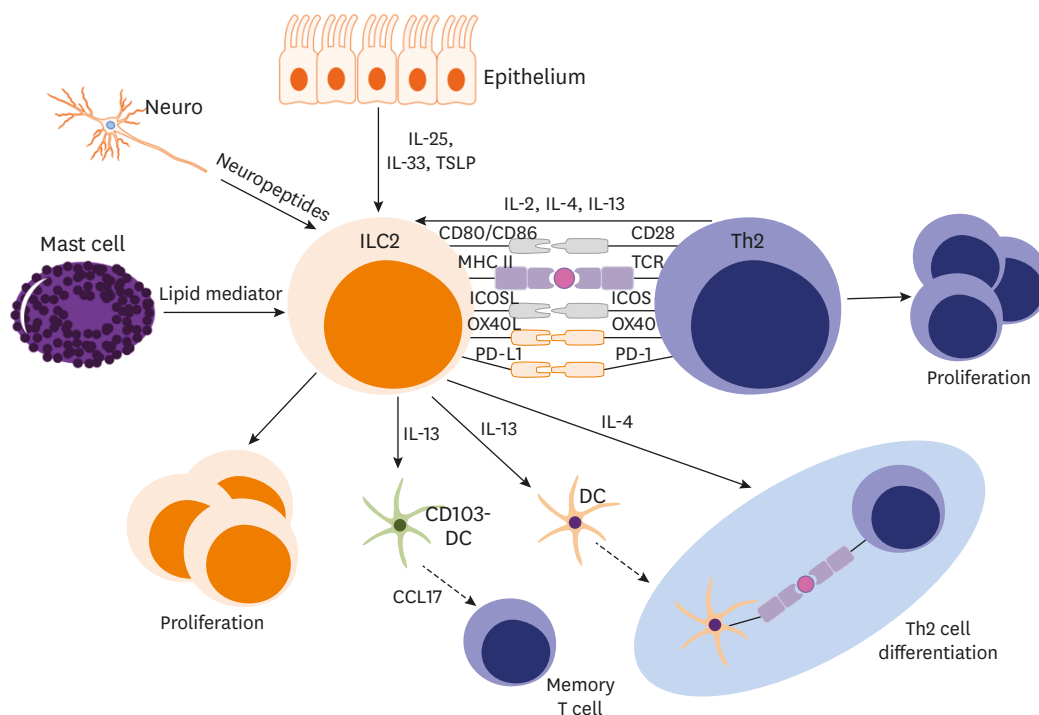 Epithelium
Neuro
IL-25,
IL-33, TSLP
Neuropeptides
IL-2, IL-4, IL-13
Mast cell
ILC2
CD80/CD86
CD28
Th2
MHC II
TCR
Lipid mediator
ICOSL
ICOS
OX40L
OX40
PD-L1
PD-1
Proliferation
IL-13
IL-13
IL-4
CD103-
DC
DC
CCL17
Proliferation
Th2 cell
differentiation
Memory
T cell